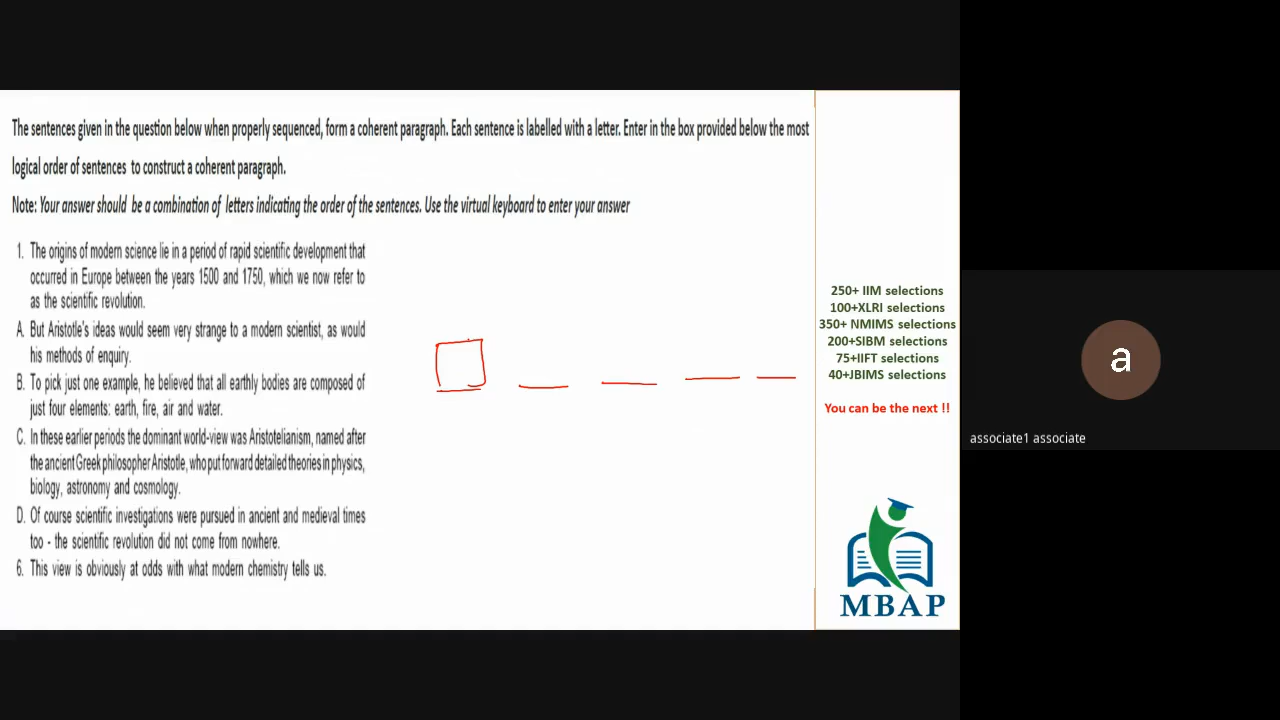 The sentences given in the question below when properly sequenced, form a coherent paragraph. Each sentence is labelled with a letter. Enter in the box provided below the most
logical order of sentences to construct a coherent paragraph.
Note: Your answer should be a combination of letters indicating the order of the sentences. Use the virtual keyboard to enter your answer
1. The origins of modern science lie in a period of rapid scientific development that
occurred in Europe between the years 1500 and 1750, which we now refer to
as the scientific revolution.
A. But Aristotle's ideas would seem very strange to a modern scientist, as would
his methods of enquiry.
B. To pick just one example, he believed that all earthly bodies are composed of
just four elements: earth, fire, air and water.
C. In these earlier periods the dominant world-view was Aristotelianism, named after
the ancient Greek philosopher Aristotle, who put forward detailed theories in physics,
biology, astronomy and cosmology.
D. Of course scientific investigations were pursued in ancient and medieval times
too - the scientific revolution did not come from nowhere.
6. This view is obviously at odds with what modern chemistry tells us.
250+ IIM selections
100+XLRI selections
350+ NMIMS selections
200+SIBM selections
75+IIFT selections
40+JBIMS selections
You can be the next !!
MBAP
a
associate1 associate